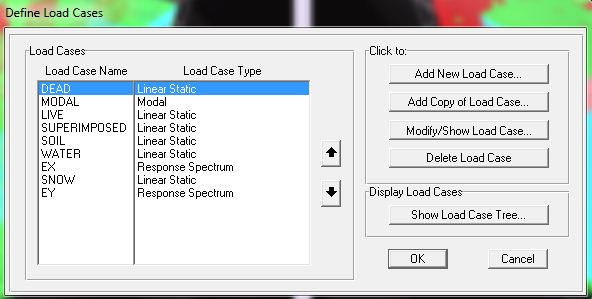 Define Load Cases
Load Cases
Load Case Name Load Case Type
DEAD Linear Static
MODAL Modal
LIVE Linear Static
SUPERIMPOSED Linear Static
SOIL Linear Static
WATER Linear Static
EX Response Spectrum
SNOW Linear Static
EY Response Spectrum
Click to:
Add New Load Case...
Add Copy of Load Case...
Modify/Show Load Case...
Delete Load Case
Display Load Cases
Show Load Case Tree...
OK Cancel